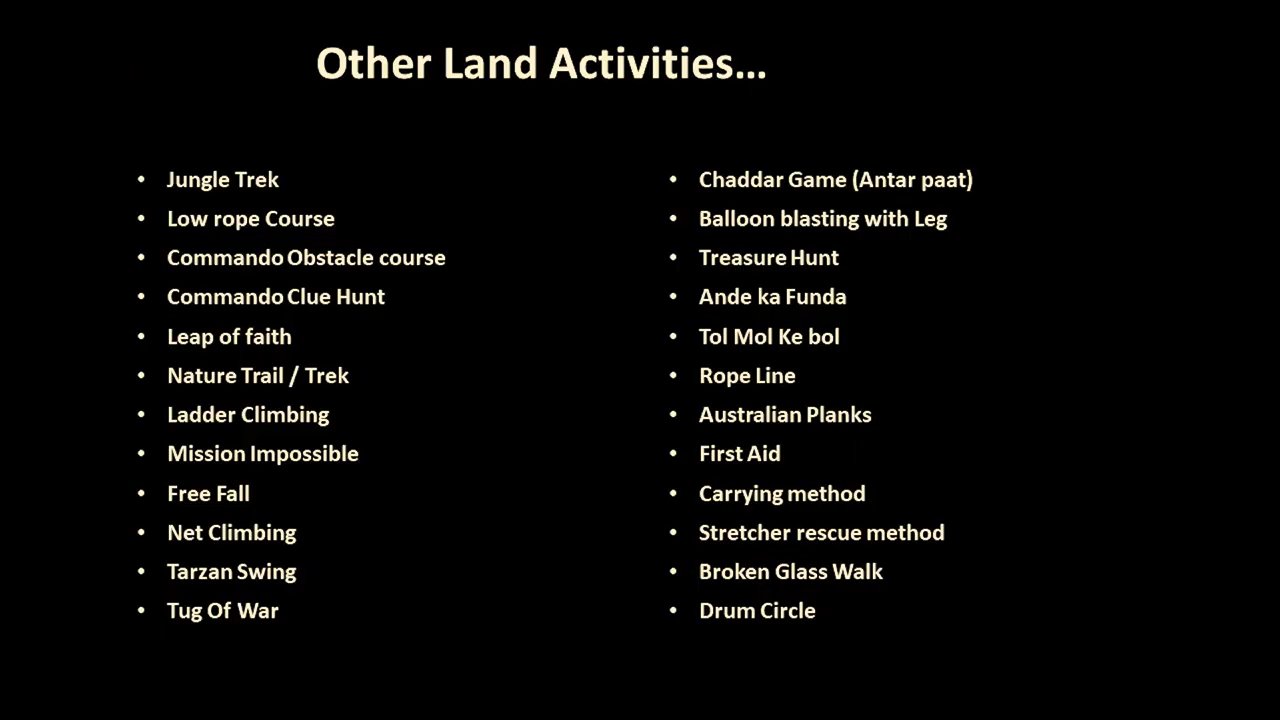 Other Land Activities...
• Jungle Trek
• Low rope Course
• Commando Obstacle course
• Commando Clue Hunt
• Leap of faith
• Nature Trail / Trek
• Ladder Climbing
• Mission Impossible
• Free Fall
• Net Climbing
• Tarzan Swing
• Tug Of War
• Chaddar Game (Antar paat)
• Balloon blasting with Leg
• Treasure Hunt
• Ande ka Funda
• Tol Mol Ke bol
• Rope Line
• Australian Planks
• First Aid
• Carrying method
• Stretcher rescue method
• Broken Glass Walk
• Drum Circle